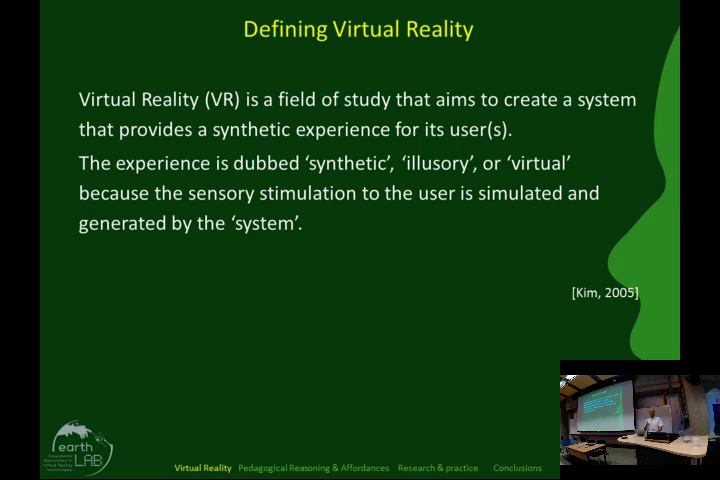 Defining Virtual Reality
Virtual Reality (VR) is a field of study that aims to create a system
that provides a synthetic experience for its user(s).
The experience is dubbed ‘synthetic’, ‘illusory’, or ‘virtual’
because the sensory stimulation to the user is simulated and
generated by the ‘system’.
[Kim, 2005]
earth
LAB
Virtual Reality Pedagogical Reasoning & Affordances Research & practice Conclusions